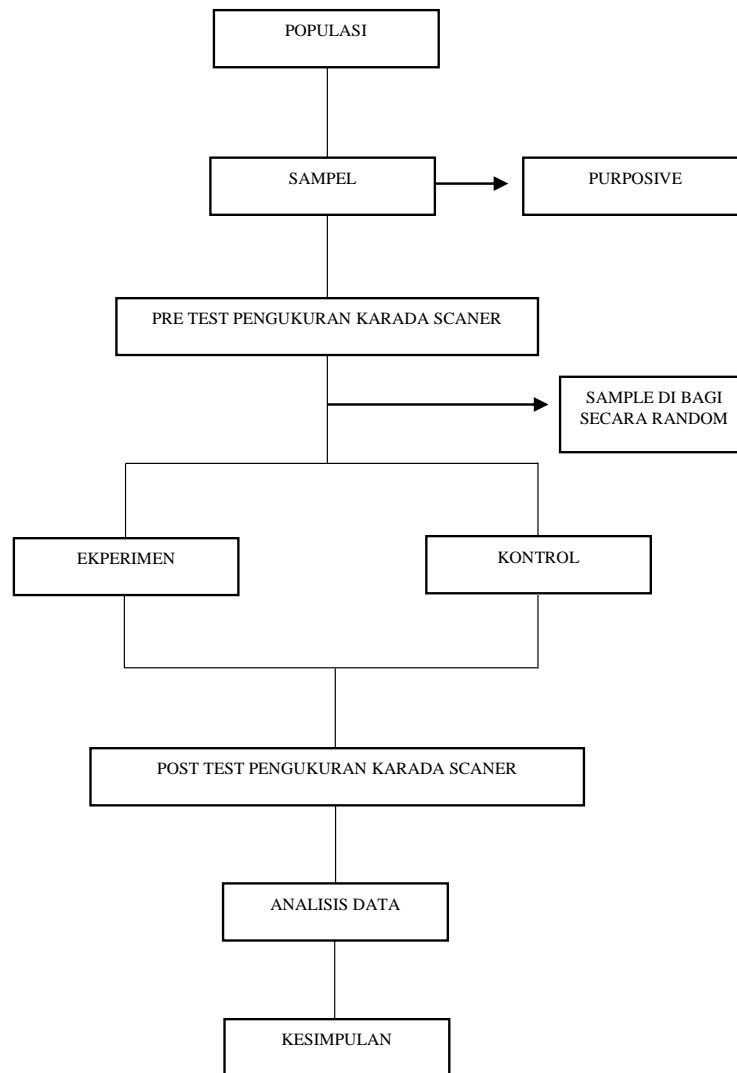 POPULASI
SAMPEL
PURPOSIVE
PRE TEST PENGUKURAN KARADA SCANER
SAMPLE DI BAGI
SECARA RANDOM
EKPERIMEN
KONTROL
POST TEST PENGUKURAN KARADA SCANER
ANALISIS DATA
KESIMPULAN